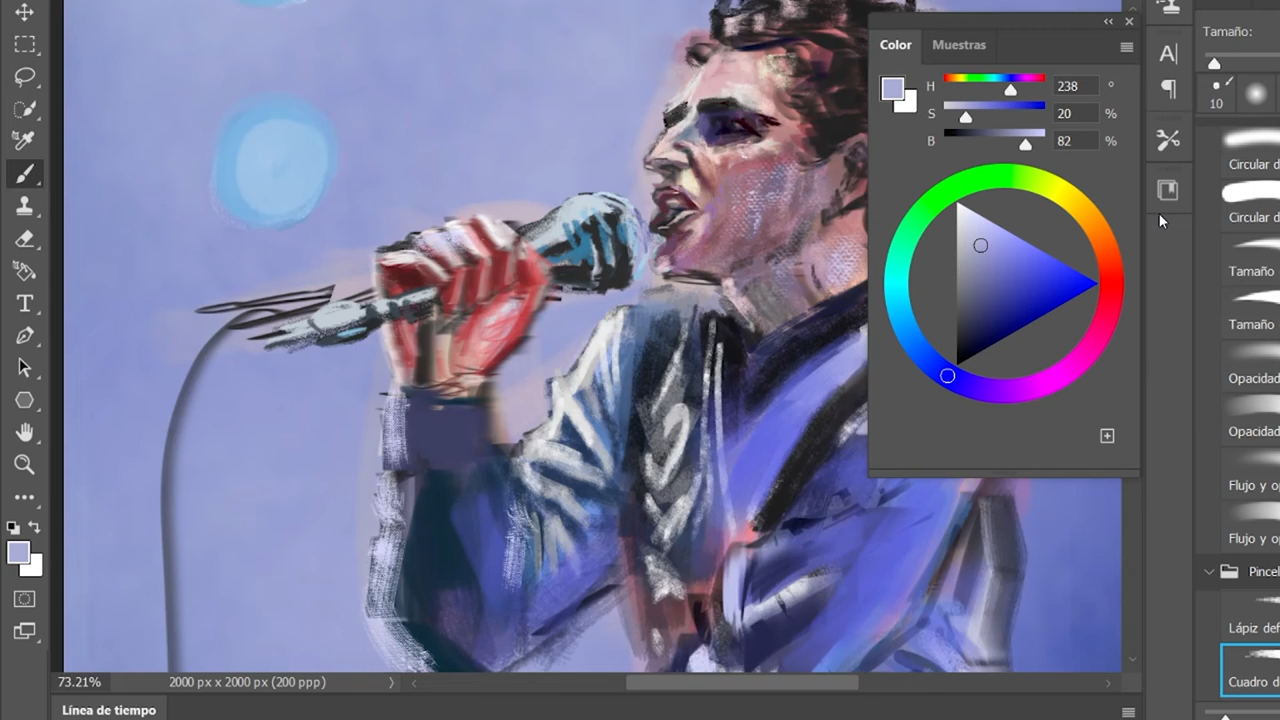 Color
Muestras
H
238
°
S
20
%
B
82
%
Tamaño:
10
Circular d
Circular d
Tamaño
Tamaño
Opacidad
Opacidad
Flujo y o
Flujo y o
Pincel
Lápiz def
Cuadro d
73.21%
2000 px x 2000 px (200 ppp)
Línea de tiempo